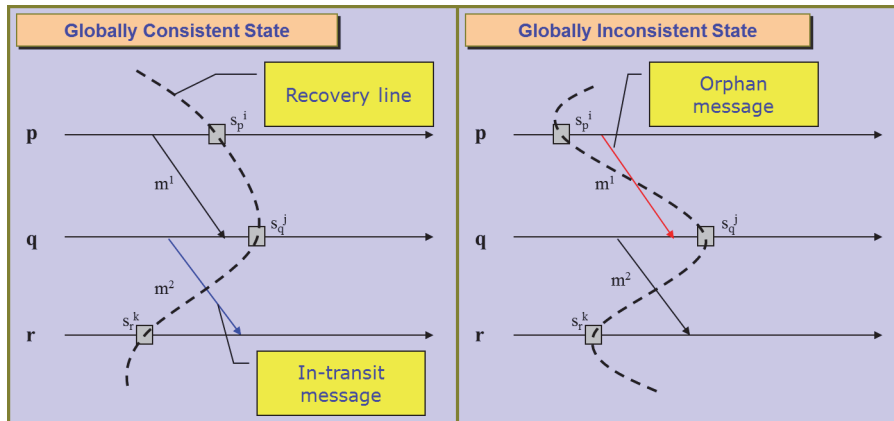 Globally Consistent State
Recovery line
s_p^i
p
m^1
s_q^j
q
m^2
s_r^k
r
In-transit
message
Globally Inconsistent State
Orphan
message
s_p^i
p
m^1
s_q^j
q
m^2
s_r^k
r